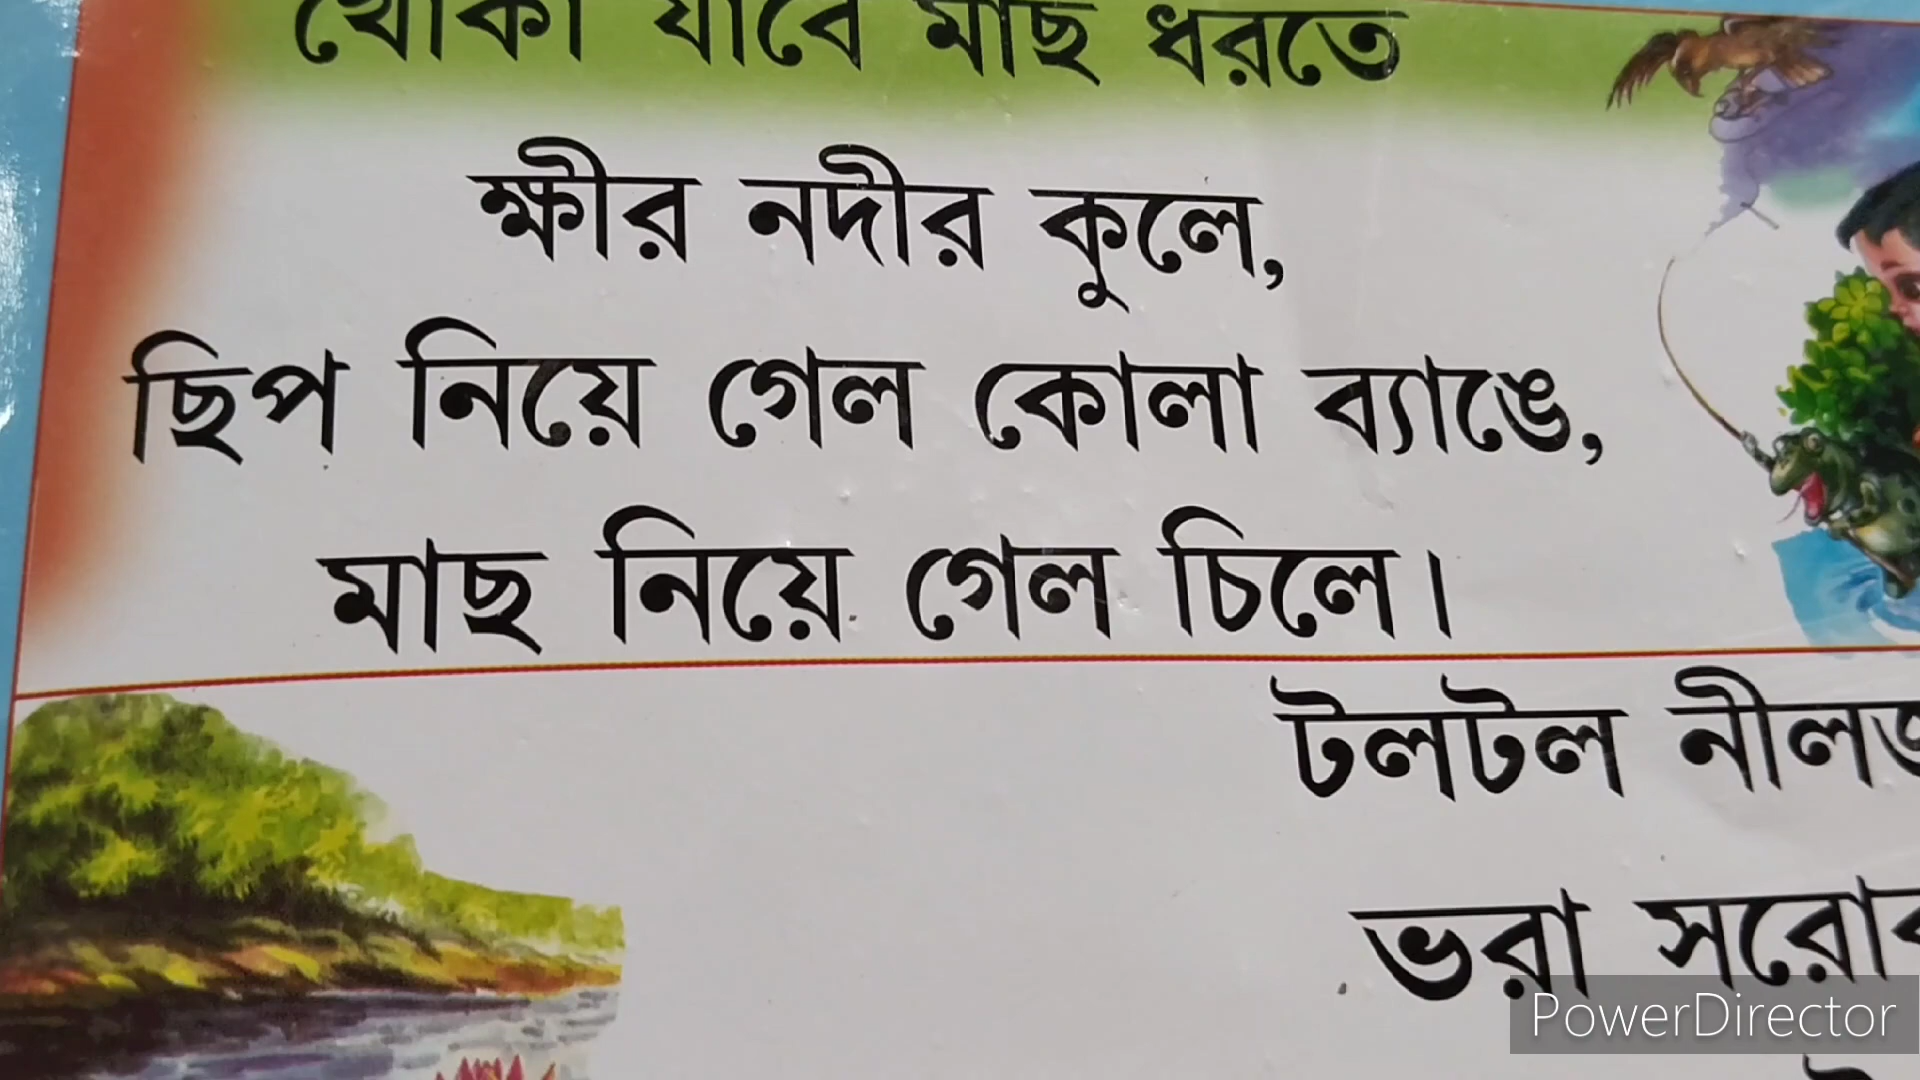 খোকা যাবে মাছ ধরতে
ক্ষীর নদীর কূলে,
ছিপ নিয়ে গেল কোলা ব্যাঙে,
মাছ নিয়ে গেল চিলে।
টলটল
ভরা
PowerDirector